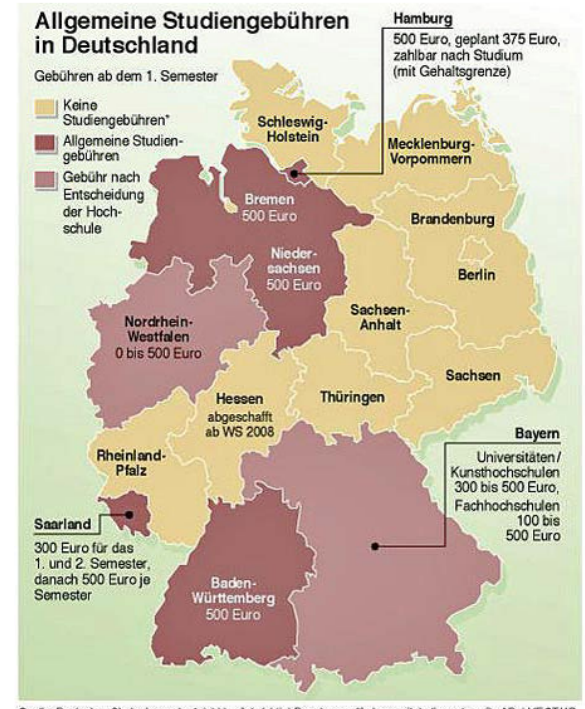 Allgemeine Studiengebühren
in Deutschland
Gebühren ab dem 1. Semester
Keine
Studiengebühren*
Allgemeine Studien-
gebühren
Gebühr nach
Entscheidung
der Hoch-
schule
Hamburg
500 Euro, geplant 375 Euro,
zahlbar nach Studium
(mit Gehaltsgrenze)
Schleswig-
Holstein
Mecklenburg-
Vorpommern
Bremen
500 Euro
Brandenburg
Berlin
Nieder-
sachsen
500 Euro
Sachsen-
Anhalt
Nordrhein-
Westfalen
0 bis 500 Euro
Sachsen
Hessen
abgeschafft
ab WS 2008
Thüringen
Rheinland-
Pfalz
Bayern
Universitäten/
Kunsthochschulen
300 bis 500 Euro,
Fachhochschulen
100 bis
500 Euro
Saarland
300 Euro für das
1. und 2. Semester,
danach 500 Euro je
Semester
Baden-
Württemberg
500 Euro